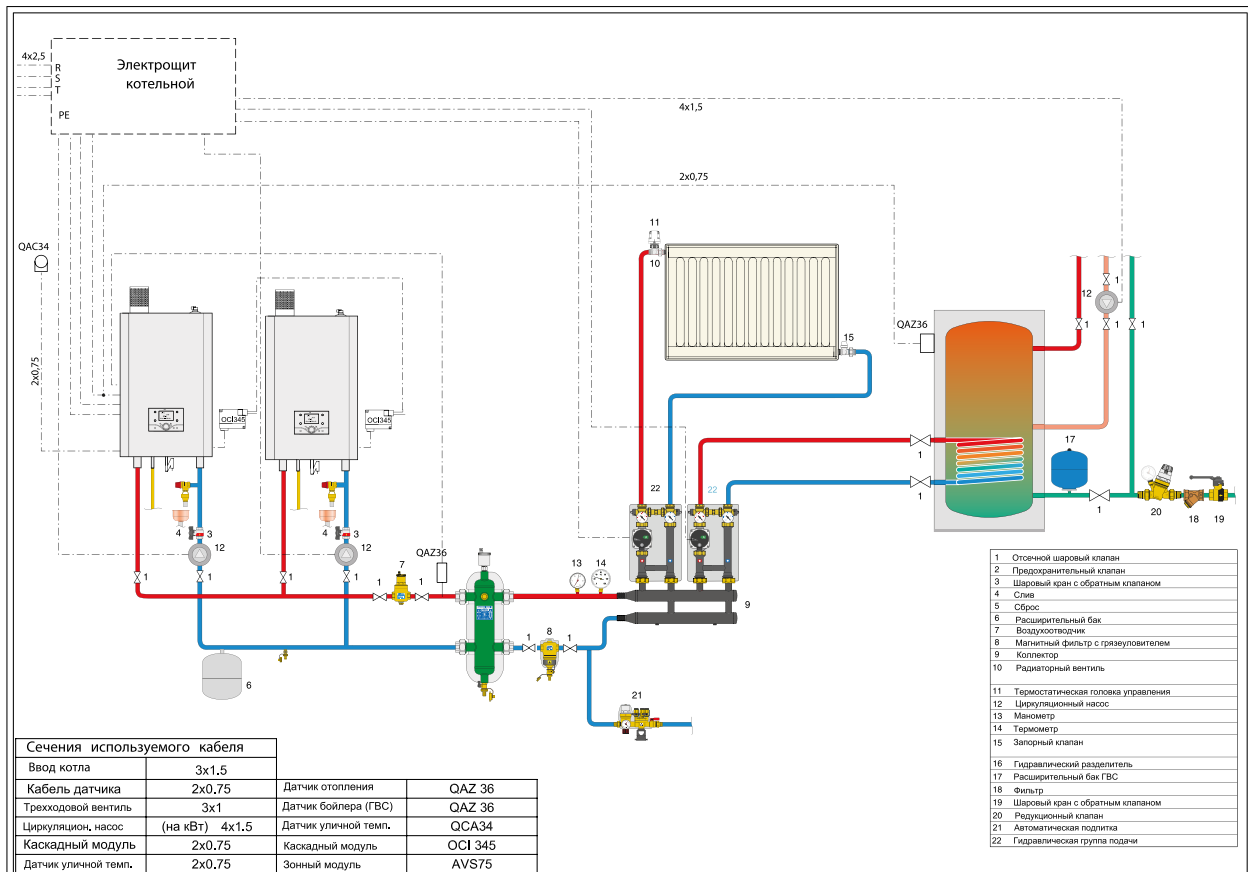 4x2,5
R
S
T
PE
Электрощит
котельной
4x1,5
2x0,75
QAC34
2x0,75
11
10
15
QAZ36
12
1
1
1
1
1
OCI345
OCI345
22
22
1
1
17
1
20
18
19
4
3
4
3
12
12
1
1
1
1
1
7
1
QAZ36
13
14
9
1
8
1
6
21
1 Отсечной шаровый клапан
2 Предохранительный клапан
3 Шаровый кран с обратным клапаном
4 Слив
5 Сброс
6 Расширительный бак
7 Воздухоотводчик
8 Магнитный фильтр с грязеуловителем
9 Коллектор
10 Радиаторный вентиль
11 Термостатическая головка управления
12 Циркуляционный насос
13 Манометр
14 Термометр
15 Запорный клапан
16 Гидравлический разделитель
17 Расширительный бак ГВС
18 Фильтр
19 Шаровый кран с обратным клапаном
20 Редукционный клапан
21 Автоматическая подпитка
22 Гидравлическая группа подачи
Сечения используемого кабеля
Ввод котла 3x1.5
Кабель датчика 2x0.75 Датчик отопления QAZ 36
Трехходовой вентиль 3x1 Датчик бойлера (ГВС) QAZ 36
Циркуляцион. насос (на кВт) 4x1.5 Датчик уличной темп. QCA34
Каскадный модуль 2x0.75 Каскадный модуль OCI 345
Датчик уличной темп. 2x0.75 Зонный модуль AVS75